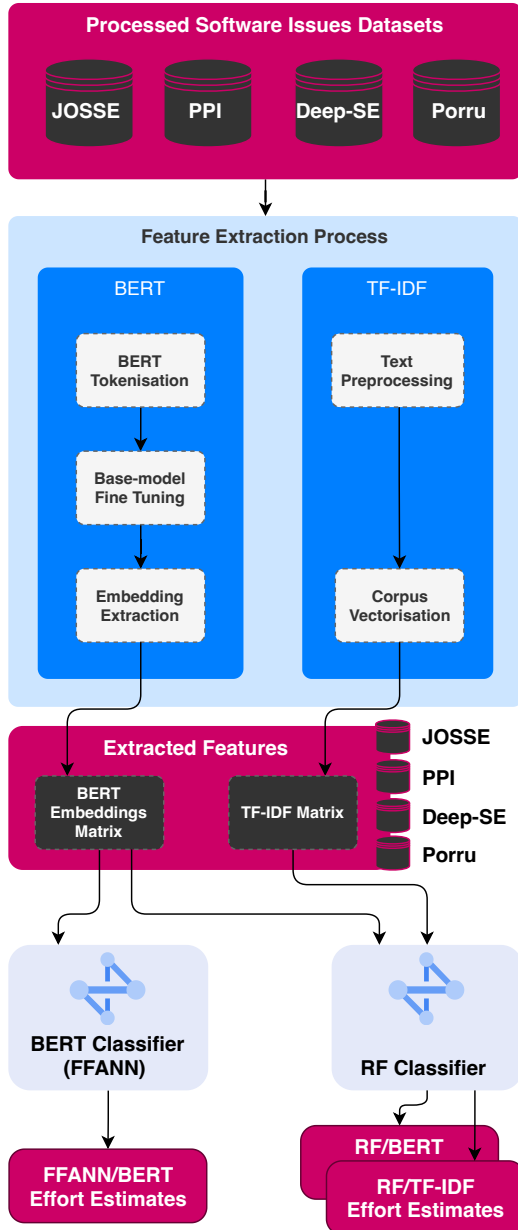 Processed Software Issues Datasets
JOSSE
PPI
Deep-SE
Porru
Feature Extraction Process
BERT
BERT
Tokenisation
Base-model
Fine Tuning
Embedding
Extraction
TF-IDF
Text
Preprocessing
Corpus
Vectorisation
Extracted Features
BERT
Embeddings
Matrix
TF-IDF Matrix
JOSSE
PPI
Deep-SE
Porru
BERT Classifier
(FFANN)
RF Classifier
FFANN/BERT
Effort Estimates
RF/BERT
RF/TF-IDF
Effort Estimates